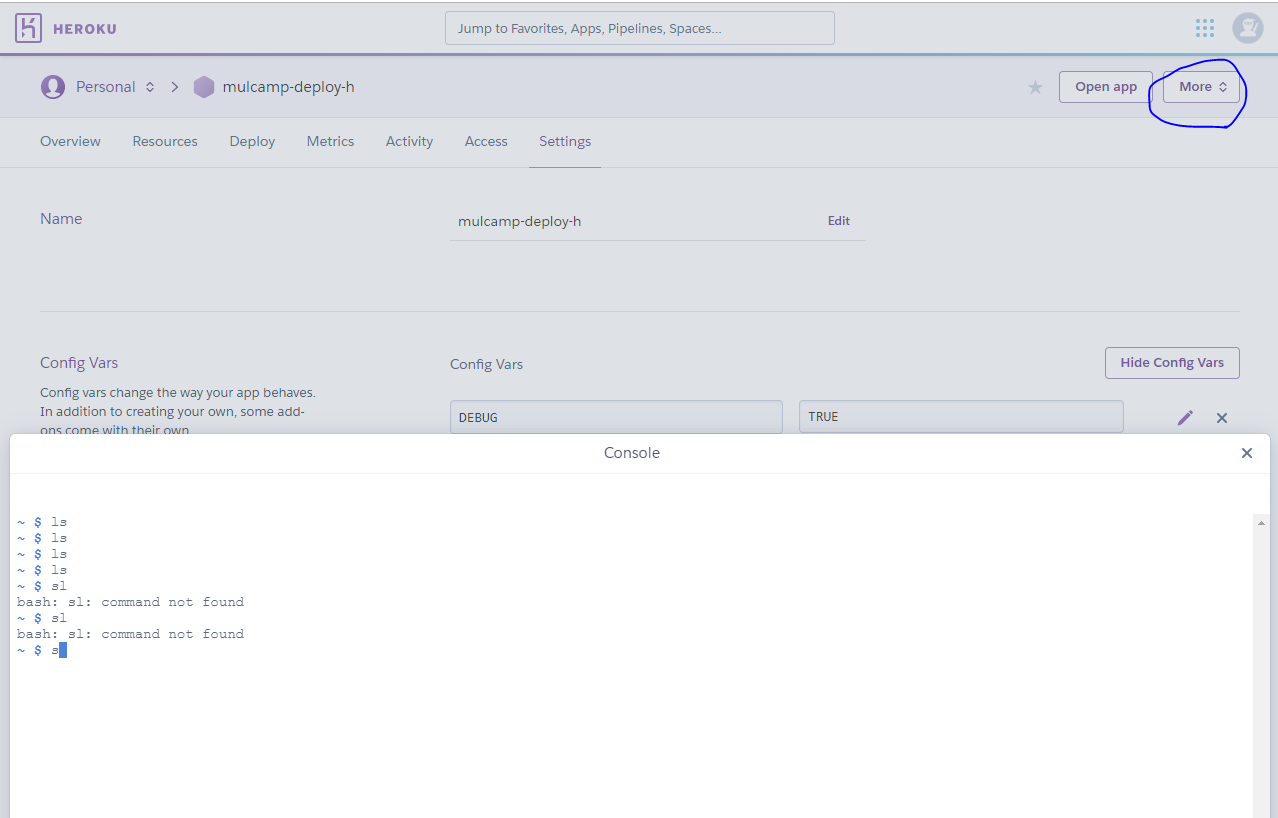 HEROKU
Jump to Favorites, Apps, Pipelines, Spaces...
Personal
mulcamp-deploy-h
Open app
More
Overview
Resources
Deploy
Metrics
Activity
Access
Settings
Name
mulcamp-deploy-h
Edit
Config Vars
Config vars change the way your app behaves.
In addition to creating your own, some add-
ons come with their own.
Config Vars
Hide Config Vars
DEBUG
TRUE
Console
~ $ ls
~ $ ls
~ $ ls
~ $ ls
~ $ sl
bash: sl: command not found
~ $ sl
bash: sl: command not found
~ $ s